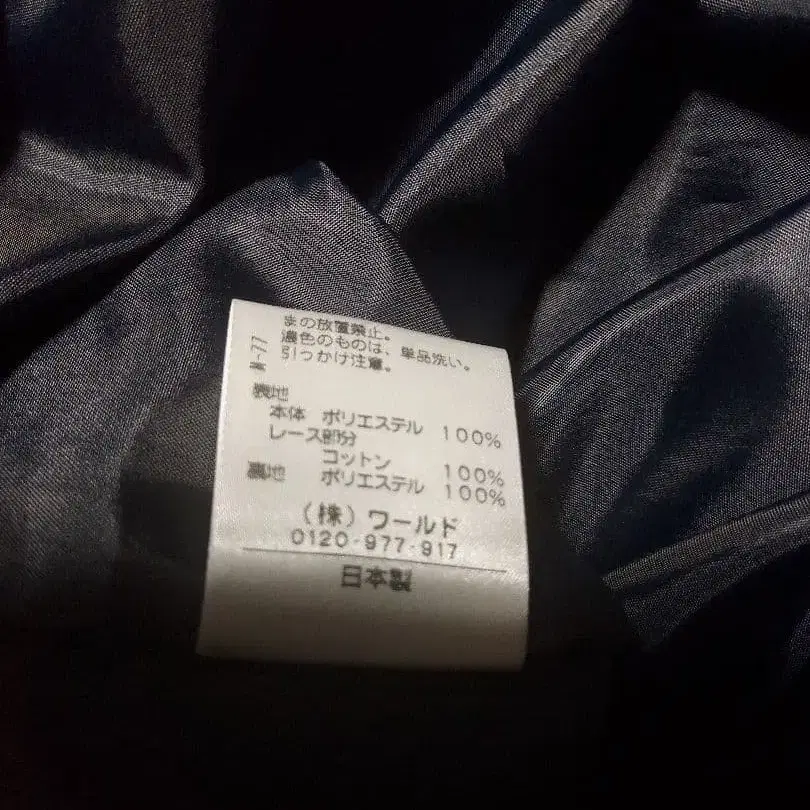 まの放置禁止。
濃色のものは、単品洗い。
引っかけ注意。
表地
本体 ポリエステル 100%
レース部分
コットン 100%
裏地 ポリエステル 100%
(株)ワールド
0120-977-917
日本製